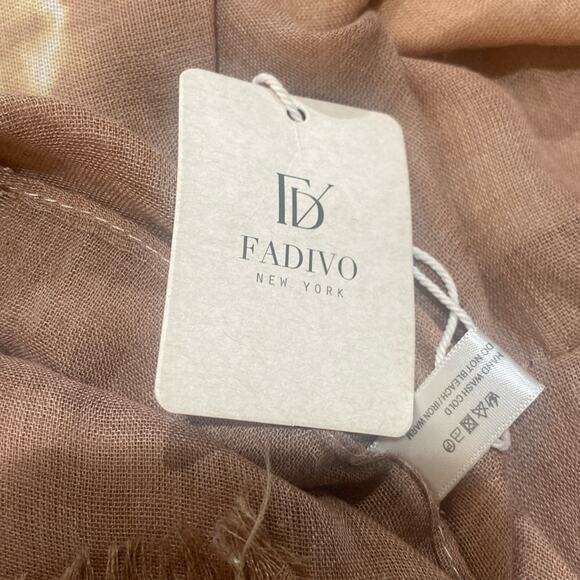 FD
FADIVO
NEW YORK
HAND WASH COLD
DO NOT BLEACH/IRON WARM